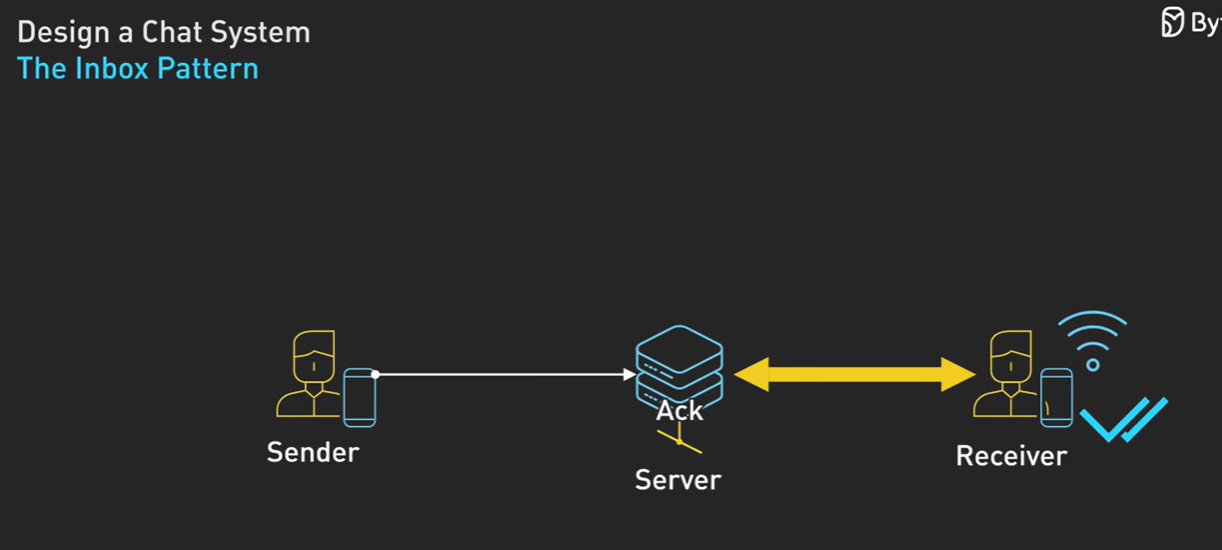 Design a Chat System
The Inbox Pattern
Ack
Sender
Server
Receiver